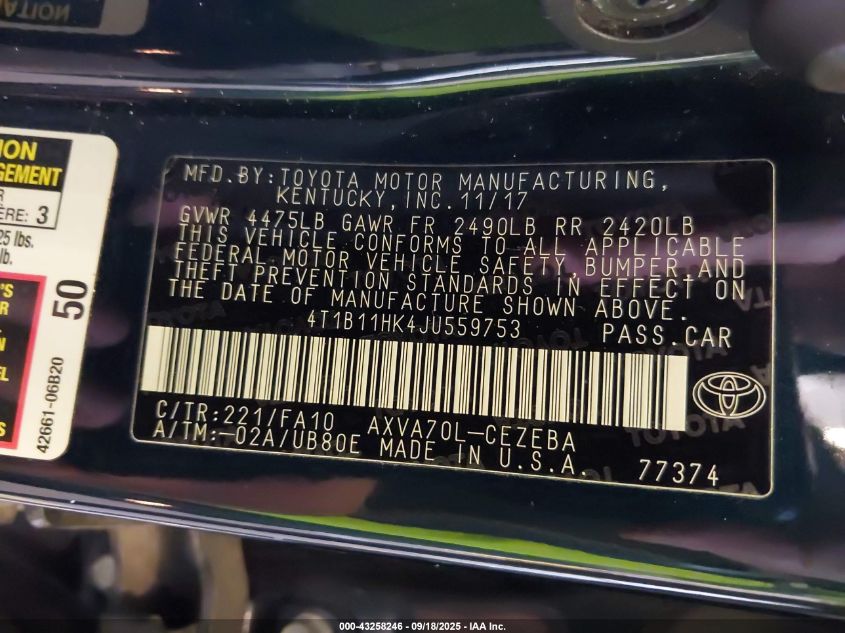 ATION
ION
GEMENT
R
ÈRE: 3
25 lbs.
lb.
'S
R
N
EL
S
50
42661-06B20
MFD.BY:TOYOTA MOTOR MANUFACTURING,
KENTUCKY, INC. 11/17
GVWR 4475LB GAWR FR 2490LB RR 2420LB
THIS VEHICLE CONFORMS TO ALL APPLICABLE
FEDERAL MOTOR VEHICLE SAFETY,BUMPER,AND
THEFT PREVENTION STANDARDS IN EFFECT ON
THE DATE OF MANUFACTURE SHOWN ABOVE.
4T1B11HK4JU559753 PASS.CAR
C/TR:221/FA10 AXVA70L-CEZEBA
A/TM:-02A/UB80E MADE IN U.S.A. 77374
000-43258246 - 09/18/2025 - IAA Inc.